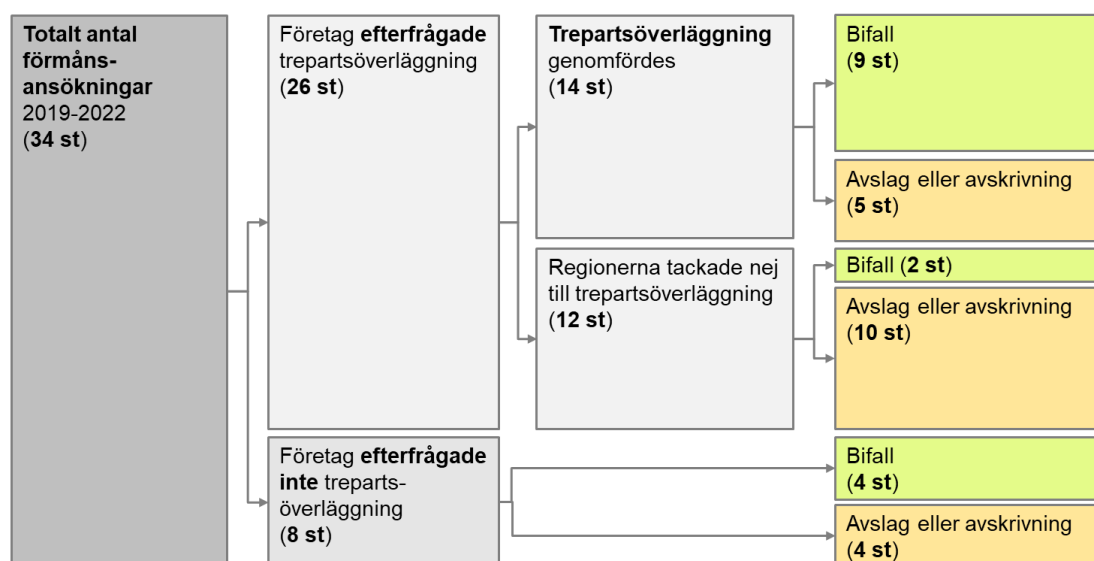 Totalt antal
förmåns-
ansökningar
2019-2022
(34 st)
Företag efterfrågade
trepartsöverläggning
(26 st)
Trepartsöverläggning
genomfördes
(14 st)
Bifall
(9 st)
Avslag eller avskrivning
(5 st)
Regionerna tackade nej
till trepartsöverläggning
(12 st)
Bifall (2 st)
Avslag eller avskrivning
(10 st)
Företag efterfrågade
inte treparts-
överläggning
(8 st)
Bifall
(4 st)
Avslag eller avskrivning
(4 st)